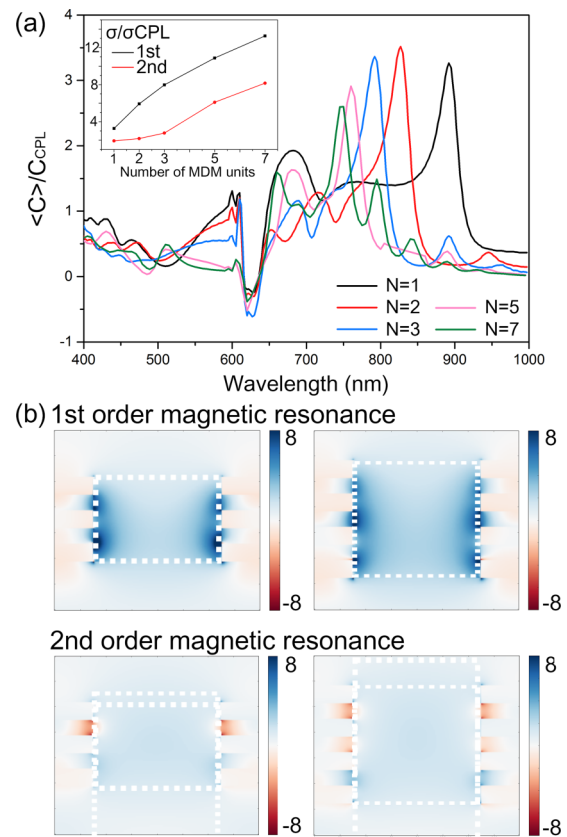 (a)
σ/σCPL
1st
2nd
12
8
4
1 2 3 5 7
Number of MDM units
4
3
2
1
0
-1
<C>/C_CPL
N=1
N=2 N=5
N=3 N=7
400 500 600 700 800 900 1000
Wavelength (nm)
(b) 1st order magnetic resonance
8 8
-8 -8
2nd order magnetic resonance
8 8
-8 -8